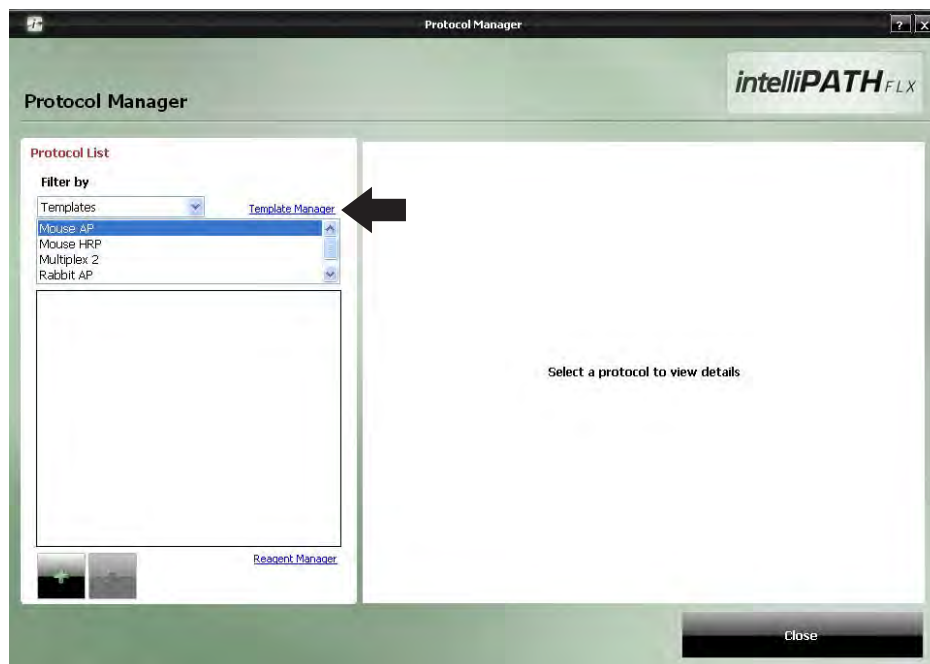 Protocol Manager
? X
intelliPATH FLX
Protocol Manager
Protocol List
Filter by
Templates
Template Manager
Mouse AP
Mouse HRP
Multiplex 2
Rabbit AP
Select a protocol to view details
Reagent Manager
Close